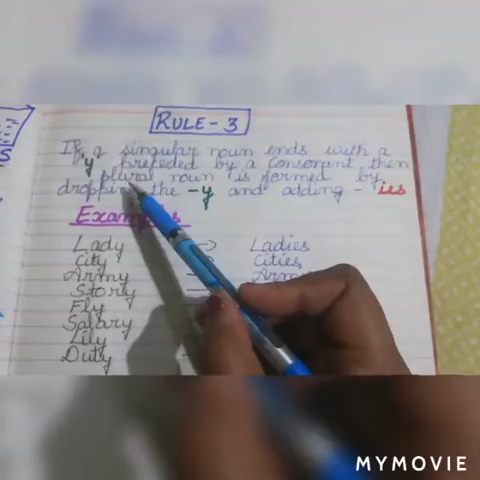 RULE-3
If a singular noun ends with a
'y' preceded by a consonant, then
plural noun is formed by
dropping the -y and adding - ies
Examples
Lady → Ladies
City Cities
Army
Story
Fly
Salary
Lily
Duty
MYMOVIE